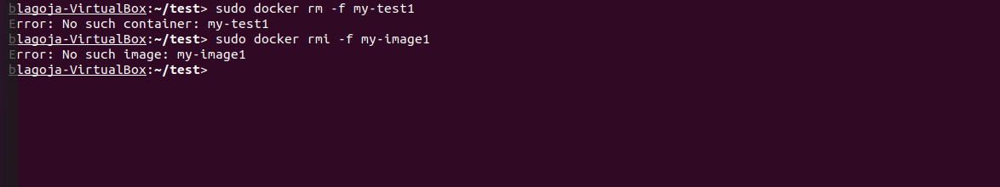 blagoja-VirtualBox:~/test> sudo docker rm -f my-test1
Error: No such container: my-test1
blagoja-VirtualBox:~/test> sudo docker rmi -f my-image1
Error: No such image: my-image1
blagoja-VirtualBox:~/test>